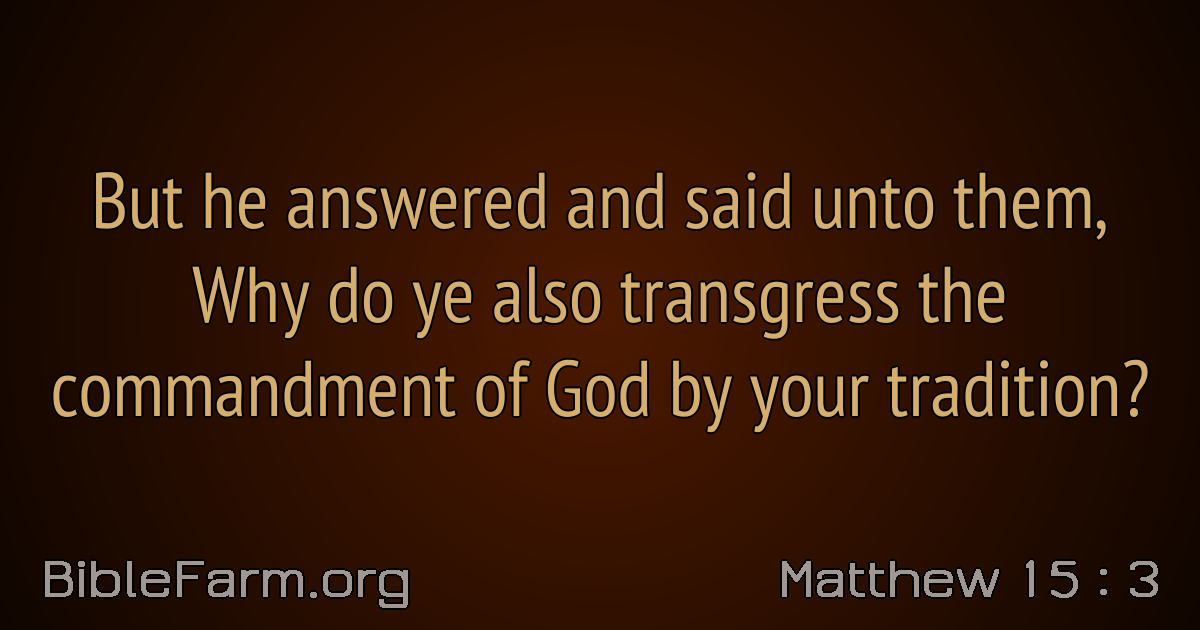 But he answered and said unto them,
Why do ye also transgress the
commandment of God by your tradition?
BibleFarm.org
Matthew 15 : 3